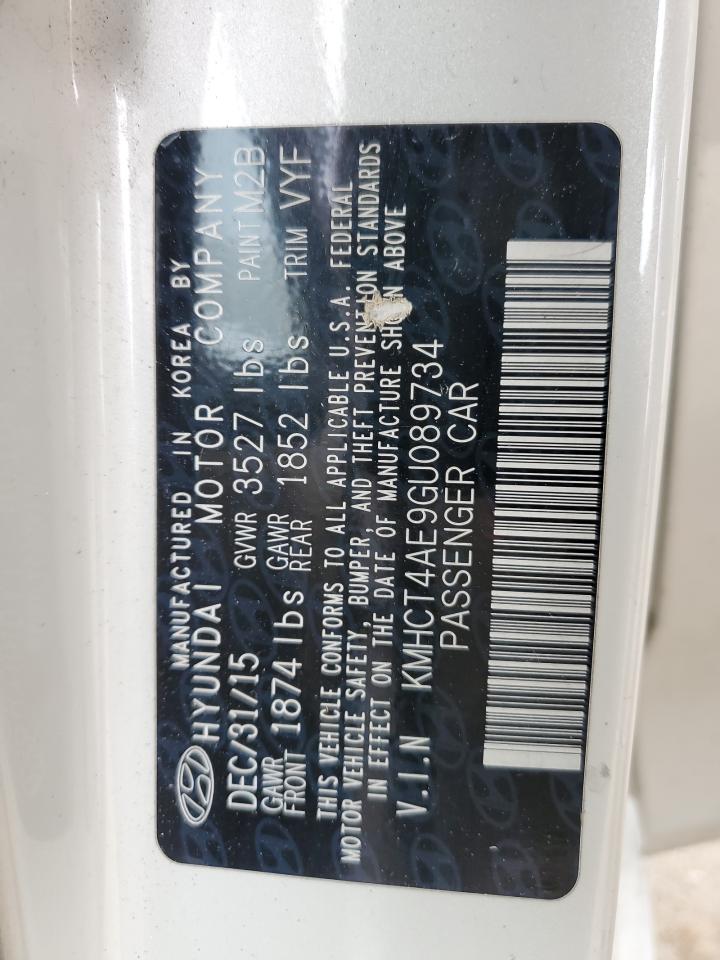 MANUFACTURED IN KOREA BY
HYUNDAI MOTOR COMPANY
DEC/31/15 GVWR 3527 lbs PAINT M2B
GAWR FRONT 1874 lbs GAWR REAR 1852 lbs TRIM VYF
THIS VEHICLE CONFORMS TO ALL APPLICABLE U.S.A. FEDERAL
MOTOR VEHICLE SAFETY, BUMPER, AND THEFT PREVENTION STANDARDS
IN EFFECT ON THE DATE OF MANUFACTURE SHOWN ABOVE
V.I.N KMHCT4AE9GU089734
PASSENGER CAR